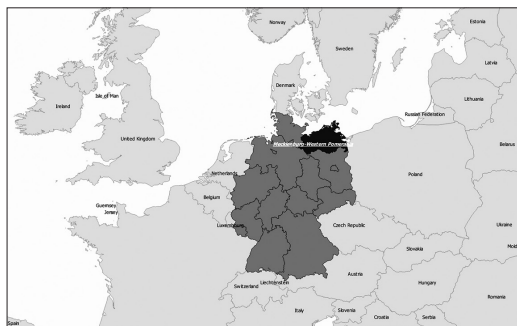 Norway
Estonia
Sweden
Latvia
Denmark
Lithuania
Isle of Man
Ireland
Russian Federation
United Kingdom
Mecklenburg-Western Pomerania
Belarus
Netherlands
Poland
Belgium
Guernsey
Jersey
Luxembourg
Czech Republic
Ukraine
Slovakia
Mold
Austria
Liechtenstein
Switzerland
Hungary
Romania
Italy
Slovenia
Croatia
Serbia
Spain